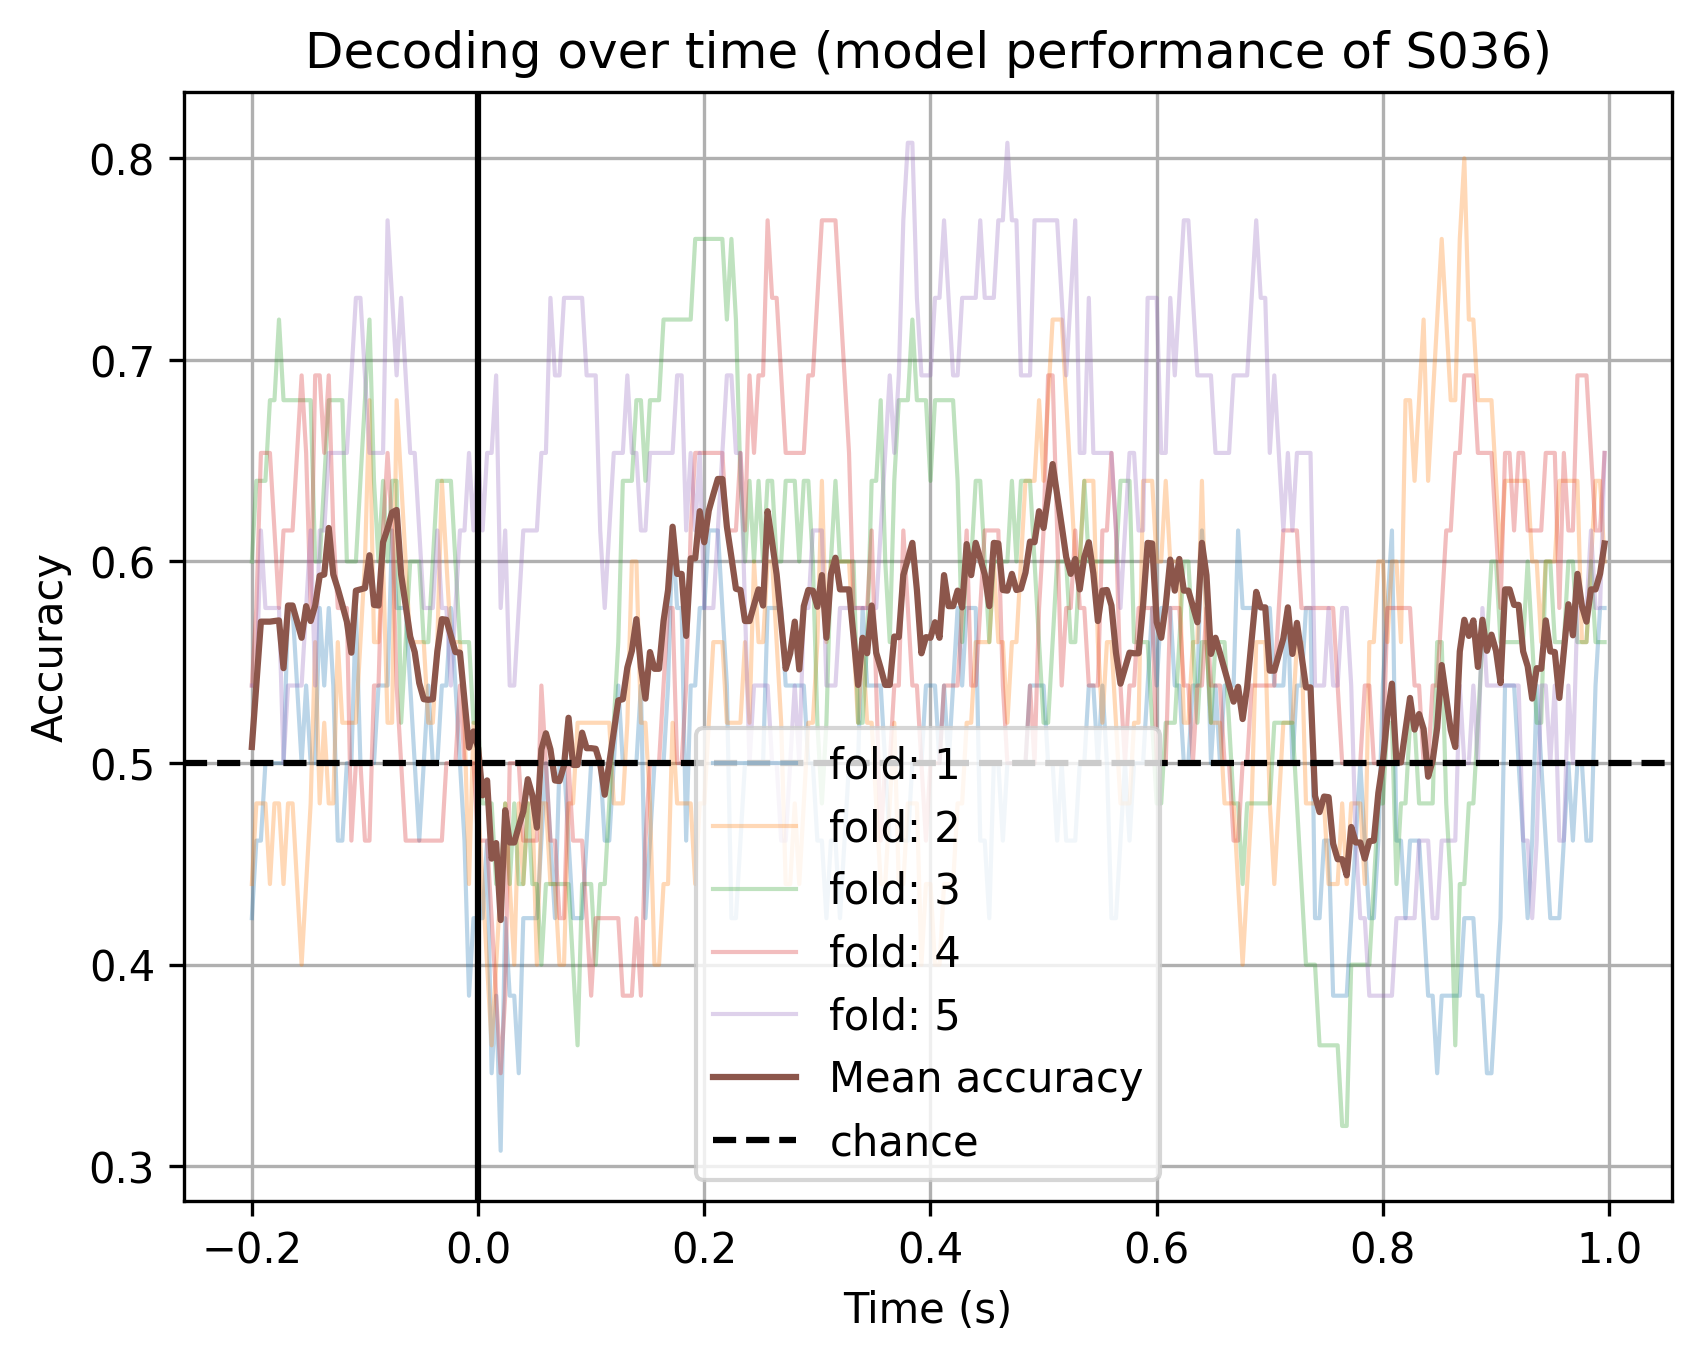 Decoding over time (model performance of S036)
Accuracy
0.8
0.7
0.6
0.5
0.4
0.3
fold: 1
fold: 2
fold: 3
fold: 4
fold: 5
Mean accuracy
chance
−0.2 0.0 0.2 0.4 0.6 0.8 1.0
Time (s)